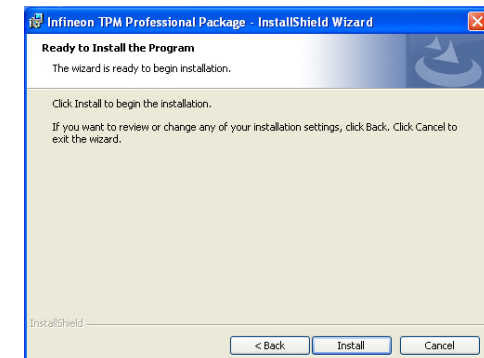 Infineon TPM Professional Package - InstallShield Wizard
Ready to Install the Program
The wizard is ready to begin installation.
Click Install to begin the installation.
If you want to review or change any of your installation settings, click Back. Click Cancel to
exit the wizard.
InstallShield
< Back Install Cancel